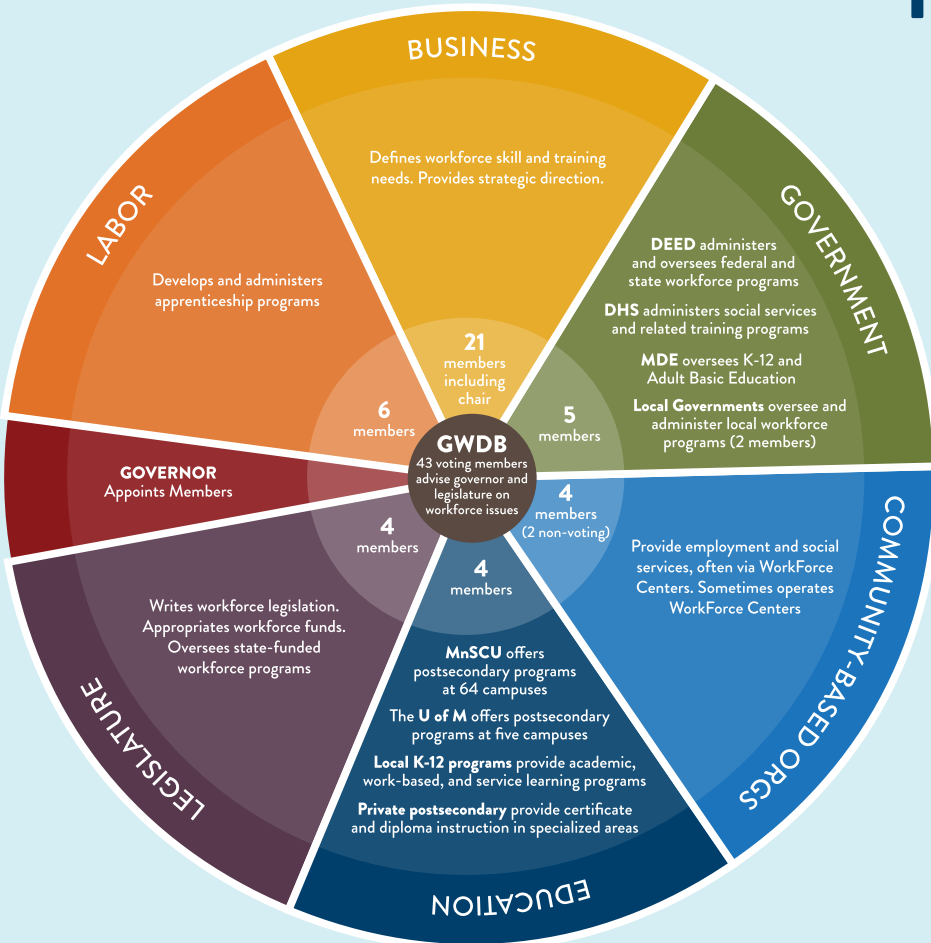 BUSINESS
Defines workforce skill and training
needs. Provides strategic direction.
21
members
including
chair
GOVERNMENT
DEED administers
and oversees federal and
state workforce programs
DHS administers social services
and related training programs
MDE oversees K-12 and
Adult Basic Education
Local Governments oversee and
administer local workforce
programs (2 members)
5
members
COMMUNITY-BASED ORGS
Provide employment and social
services, often via WorkForce
Centers. Sometimes operates
WorkForce Centers
4
members
(2 non-voting)
EDUCATION
4
members
MnSCU offers
postsecondary programs
at 64 campuses
The U of M offers postsecondary
programs at five campuses
Local K-12 programs provide academic,
work-based, and service learning programs
Private postsecondary provide certificate
and diploma instruction in specialized areas
LEGISLATURE
Writes workforce legislation.
Appropriates workforce funds.
Oversees state-funded
workforce programs
4
members
GOVERNOR
Appoints Members
LABOR
Develops and administers
apprenticeship programs
6
members
GWDB
43 voting members
advise governor and
legislature on
workforce issues